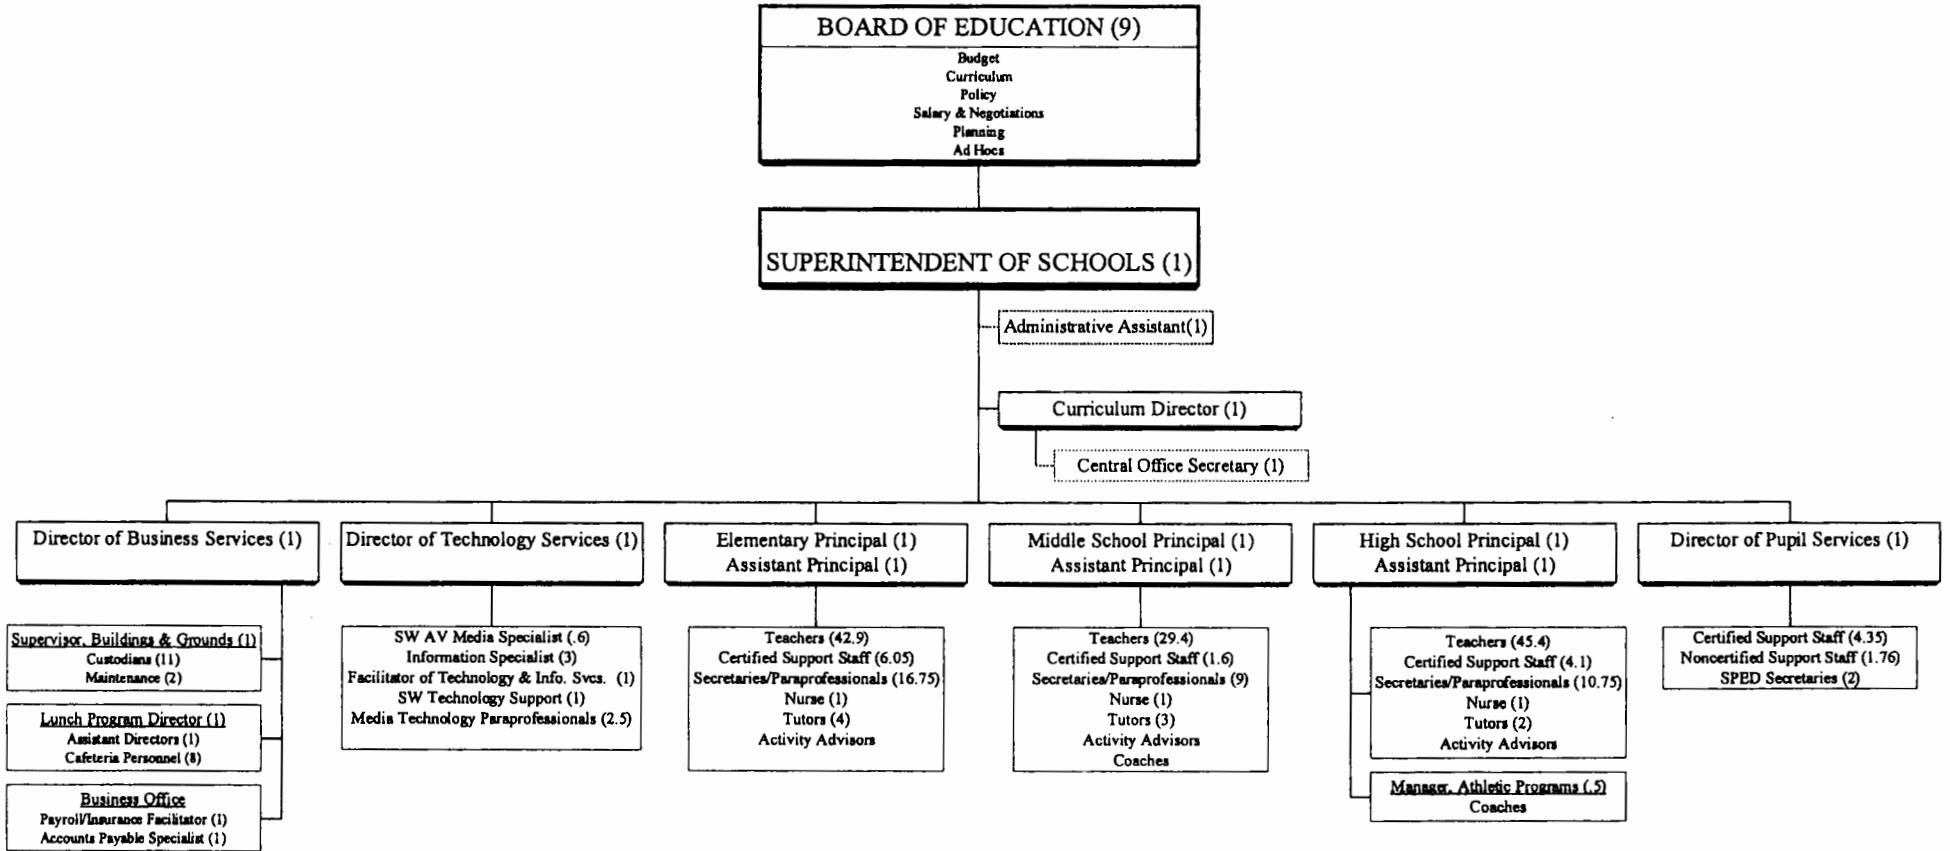 BOARD OF EDUCATION (9)
Budget
Curriculum
Policy
Salary & Negotiations
Planning
Ad Hocs
SUPERINTENDENT OF SCHOOLS (1)
Administrative Assistant(1)
Curriculum Director (1)
Central Office Secretary (1)
Director of Business Services (1)
Supervisor, Buildings & Grounds (1)
Custodians (11)
Maintenance (2)
Lunch Program Director (1)
Assistant Directors (1)
Cafeteria Personnel (8)
Business Office
Payroll/Insurance Facilitator (1)
Accounts Payable Specialist (1)
Director of Technology Services (1)
SW AV Media Specialist (.6)
Information Specialist (3)
Facilitator of Technology & Info. Svcs. (1)
SW Technology Support (1)
Media Technology Paraprofessionals (2.5)
Elementary Principal (1)
Assistant Principal (1)
Teachers (42.9)
Certified Support Staff (6.05)
Secretaries/Paraprofessionals (16.75)
Nurse (1)
Tutors (4)
Activity Advisors
Middle School Principal (1)
Assistant Principal (1)
Teachers (29.4)
Certified Support Staff (1.6)
Secretaries/Paraprofessionals (9)
Nurse (1)
Tutors (3)
Activity Advisors
Coaches
High School Principal (1)
Assistant Principal (1)
Teachers (45.4)
Certified Support Staff (4.1)
Secretaries/Paraprofessionals (10.75)
Nurse (1)
Tutors (2)
Activity Advisors
Manager, Athletic Programs (.5)
Coaches
Director of Pupil Services (1)
Certified Support Staff (4.35)
Noncertified Support Staff (1.76)
SPED Secretaries (2)